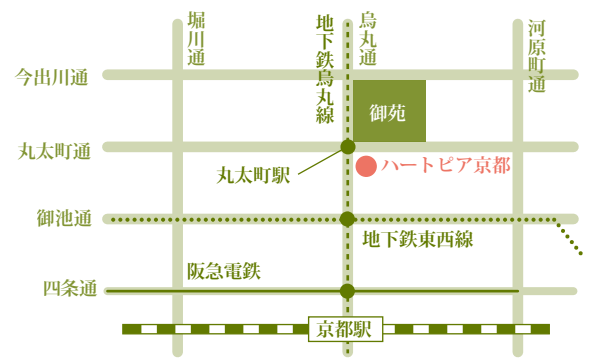 堀川通
地下鉄烏丸線
烏丸通
河原町通
今出川通
御苑
丸太町通
ハートピア京都
丸太町駅
御池通
地下鉄東西線
阪急電鉄
四条通
京都駅